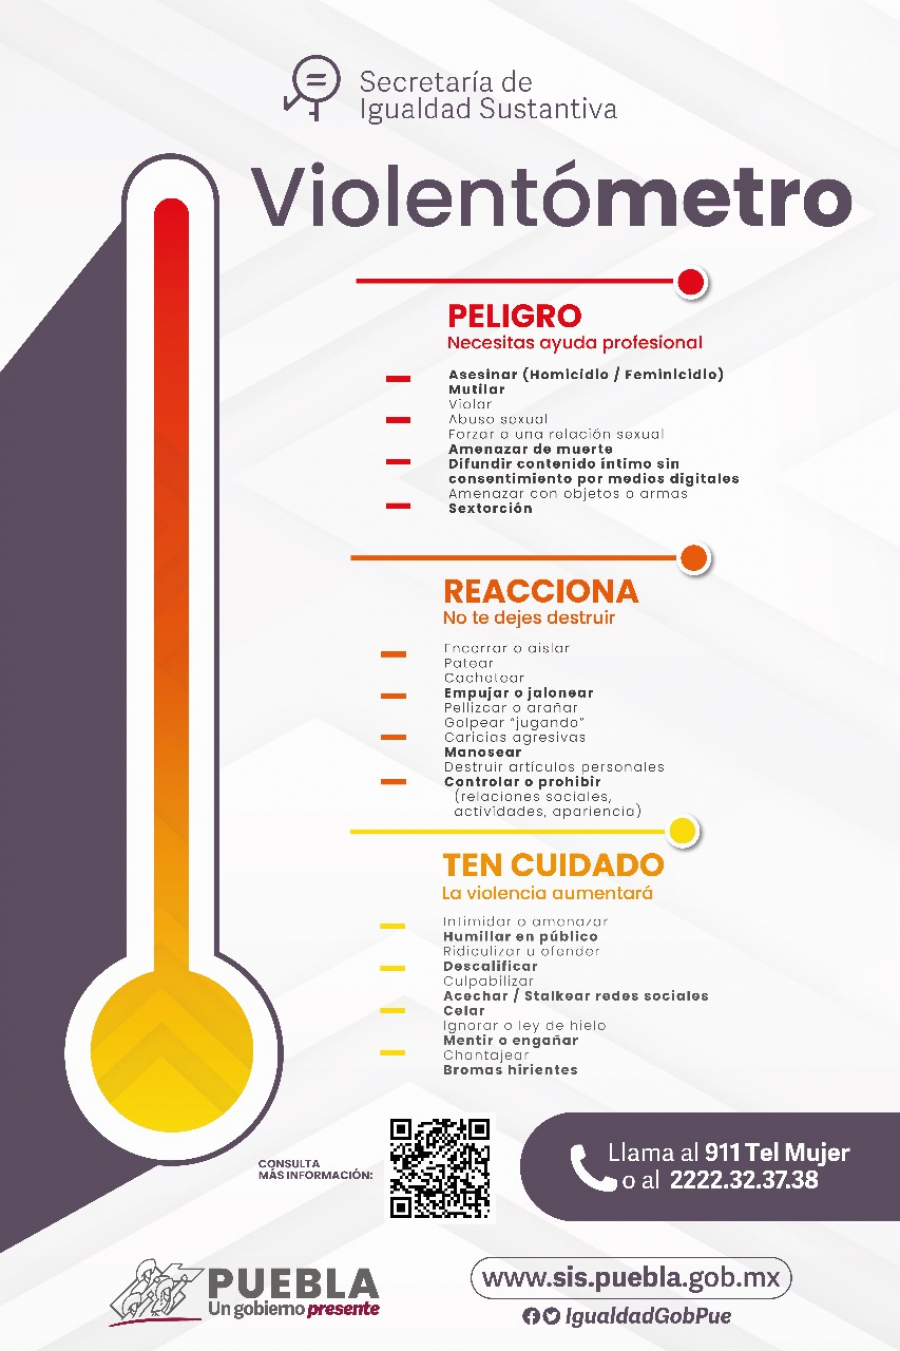 Secretaría de
Igualdad Sustantiva
Violentómetro
PELIGRO
Necesitas ayuda profesional
Asesinar (Homicidio / Feminicidio)
Mutilar
Violar
Abuso sexual
Forzar a una relación sexual
Amenazar de muerte
Difundir contenido íntimo sin
consentimiento por medios digitales
Amenazar con objetos o armas
Sextorción
REACCIONA
No te dejes destruir
Encerrar o aislar
Patear
Cachetear
Empujar o jalonear
Pellizcar o arañar
Golpear "jugando"
Caricias agresivas
Manosear
Destruir artículos personales
Controlar o prohibir
(relaciones sociales,
actividades, apariencia)
TEN CUIDADO
La violencia aumentará
Intimidar o amenazar
Humillar en público
Ridiculizar u ofender
Descalificar
Culpabilizar
Acechar / Stalkear redes sociales
Celar
Ignorar o ley de hielo
Mentir o engañar
Chantajear
Bromas hirientes
CONSULTA
MÁS INFORMACIÓN:
Llama al 911 Tel Mujer
o al 2222.32.37.38
PUEBLA
Un gobierno presente
www.sis.puebla.gob.mx
IgualdadGobPue